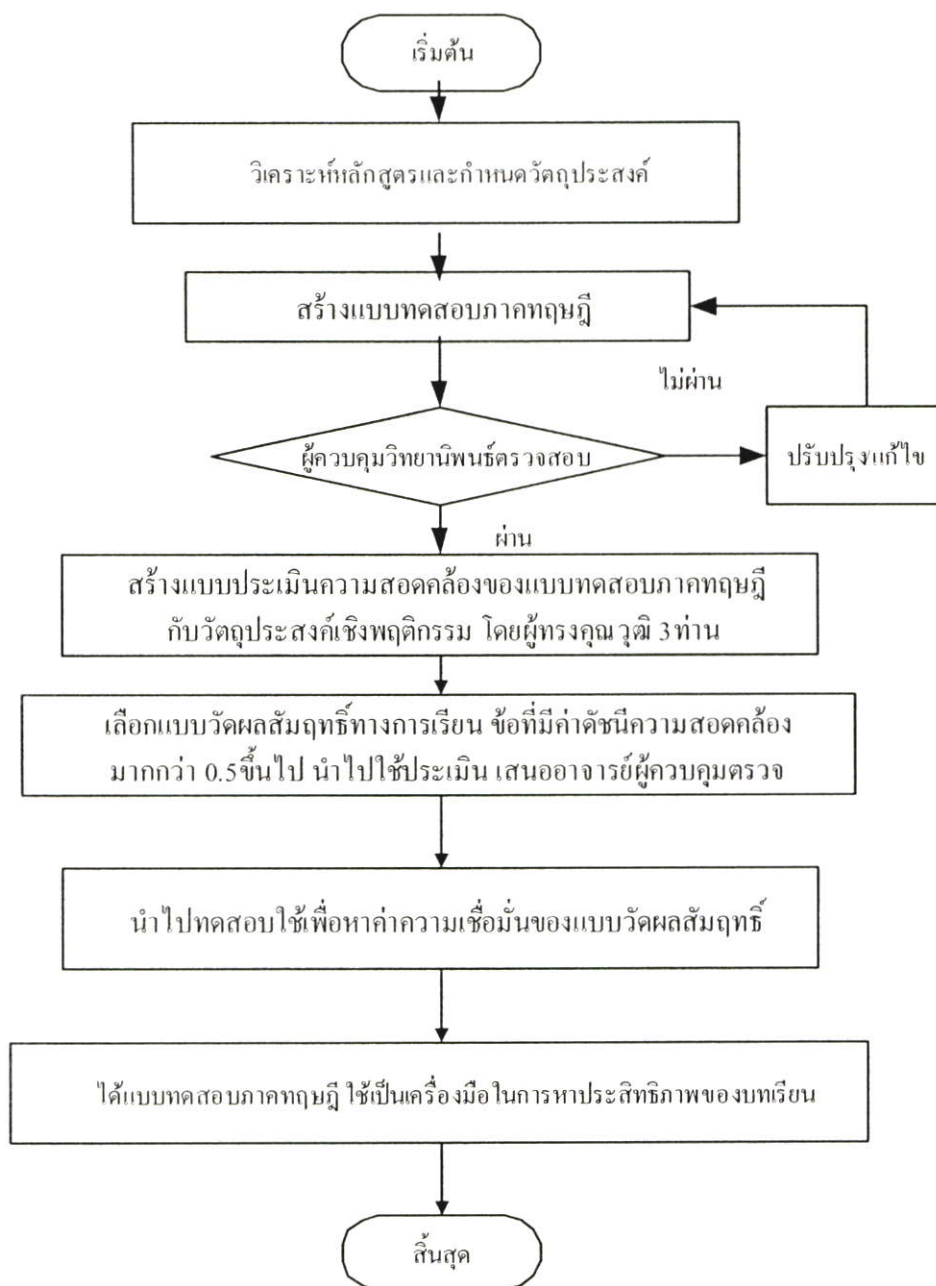 เริ่มต้น
วิเคราะห์หลักสูตรและกำหนดวัตถุประสงค์
สร้างแบบทดสอบภาคทฤษฎี
ไม่ผ่าน
ผู้ควบคุมวิทยานิพนธ์ตรวจสอบ
ปรับปรุงแก้ไข
ผ่าน
สร้างแบบประเมินความสอดคล้องของแบบทดสอบภาคทฤษฎี
กับวัตถุประสงค์เชิงพฤติกรรม โดยผู้ทรงคุณวุฒิ 3ท่าน
เลือกแบบวัดผลสัมฤทธิ์ทางการเรียน ข้อที่มีค่าดัชนีความสอดคล้อง
มากกว่า 0.5ขึ้นไป นำไปใช้ประเมิน เสนออาจารย์ผู้ควบคุมตรวจ
นำไปทดสอบใช้เพื่อหาค่าความเชื่อมั่นของแบบวัดผลสัมฤทธิ์
ได้แบบทดสอบภาคทฤษฎี ใช้เป็นเครื่องมือในการหาประสิทธิภาพของบทเรียน
สิ้นสุด